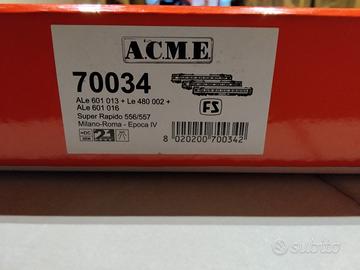 A.C.M.E
70034
ALe 601 013 + Le 480 002 +
ALe 601 016
Super Rapido 556/557
Milano-Roma - Epoca IV
FS
=DC
8 020200 700342
subito